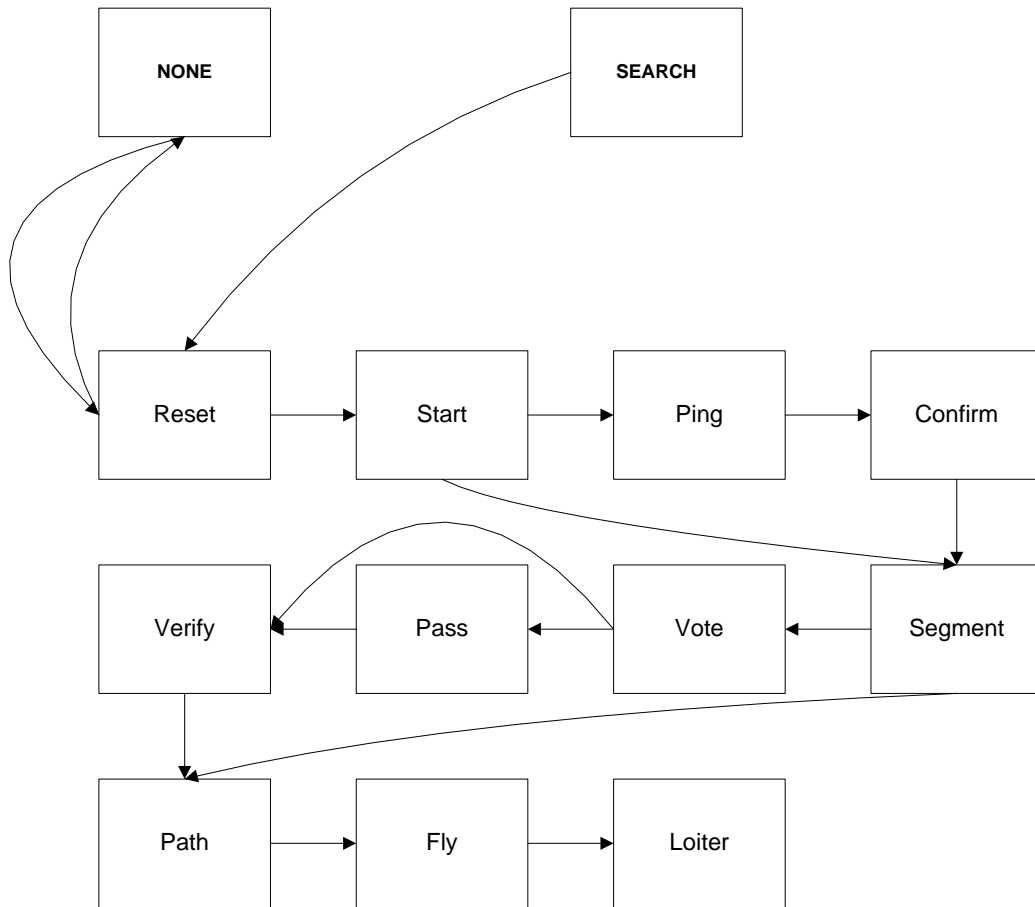 NONE
SEARCH
Reset
Start
Ping
Confirm
Verify
Pass
Vote
Segment
Path
Fly
Loiter